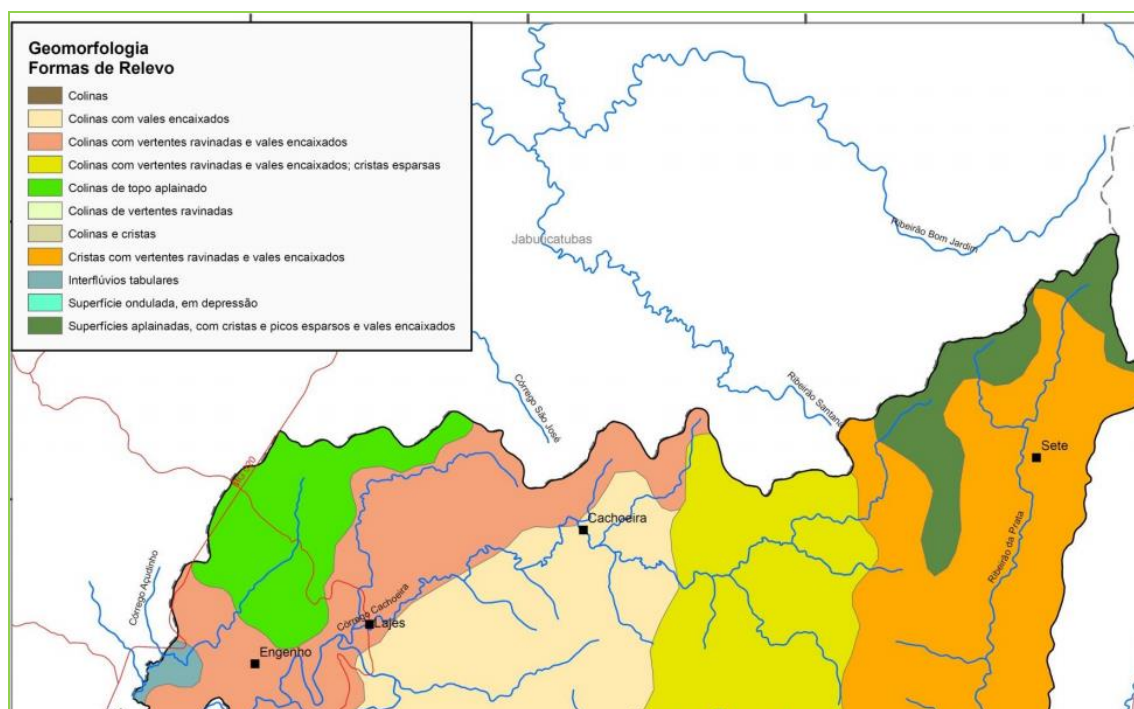 Geomorfologia
Formas de Relevo
Colinas
Colinas com vales encaixados
Colinas com vertentes ravinadas e vales encaixados
Colinas com vertentes ravinadas e vales encaixados; cristas esparsas
Colinas de topo aplainado
Colinas de vertentes ravinadas
Colinas e cristas
Cristas com vertentes ravinadas e vales encaixados
Interflúvios tabulares
Superfície ondulada, em depressão
Superfícies aplainadas, com cristas e picos esparsos e vales encaixados
Ribeirão Bom Jardim
Jaburicatubas
Córrego São José
Ribeirão Santana
Sete
Cachoeira
Ribeirão da Prata
Córrego Açudinho
Córrego Cachoeira
Lajes
Engenho